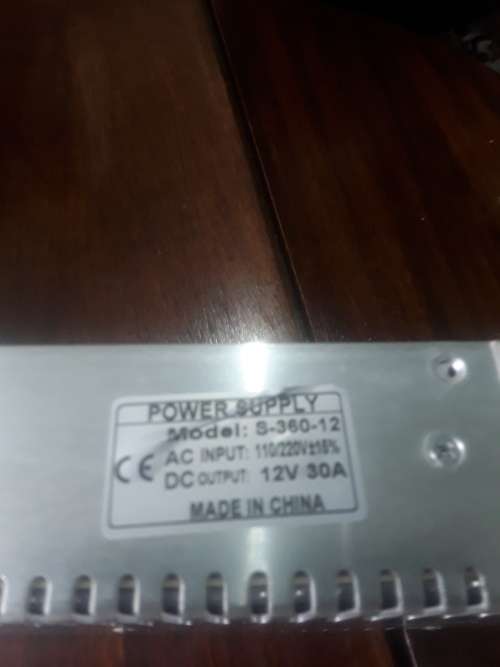 POWER SUPPLY
Model: S-360-12
AC INPUT: 110/220V±15%
CE DC OUTPUT: 12V 30A
MADE IN CHINA